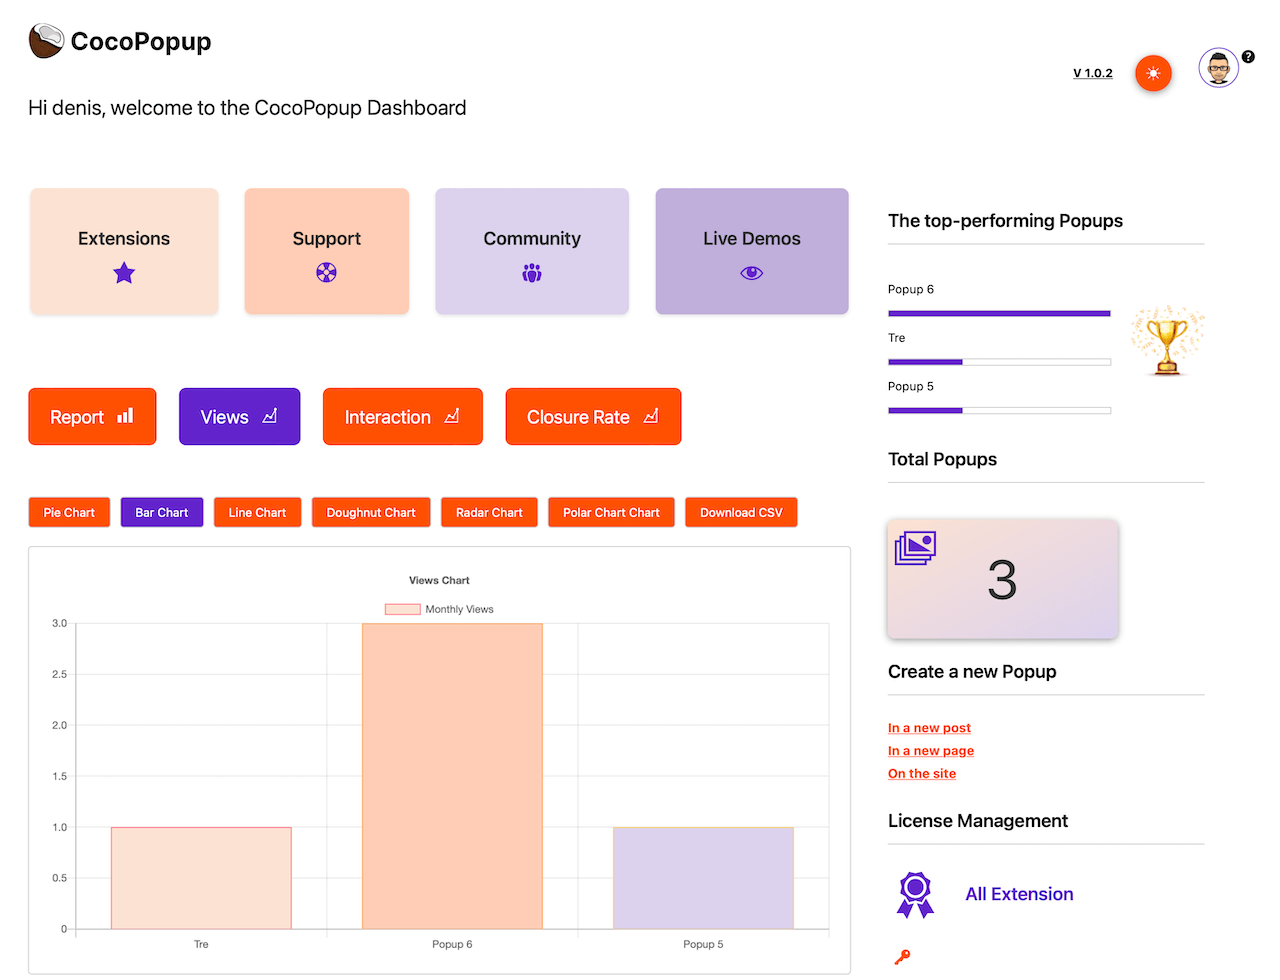 CocoPopup
V 1.0.2
?
Hi denis, welcome to the CocoPopup Dashboard
Extensions
Support
Community
Live Demos
Report
Views
Interaction
Closure Rate
Pie Chart
Bar Chart
Line Chart
Doughnut Chart
Radar Chart
Polar Chart Chart
Download CSV
Views Chart
Monthly Views
3.0
2.5
2.0
1.5
1.0
0.5
0
Tre
Popup 6
Popup 5
The top-performing Popups
Popup 6
Tre
Popup 5
Total Popups
3
Create a new Popup
In a new post
In a new page
On the site
License Management
All Extension